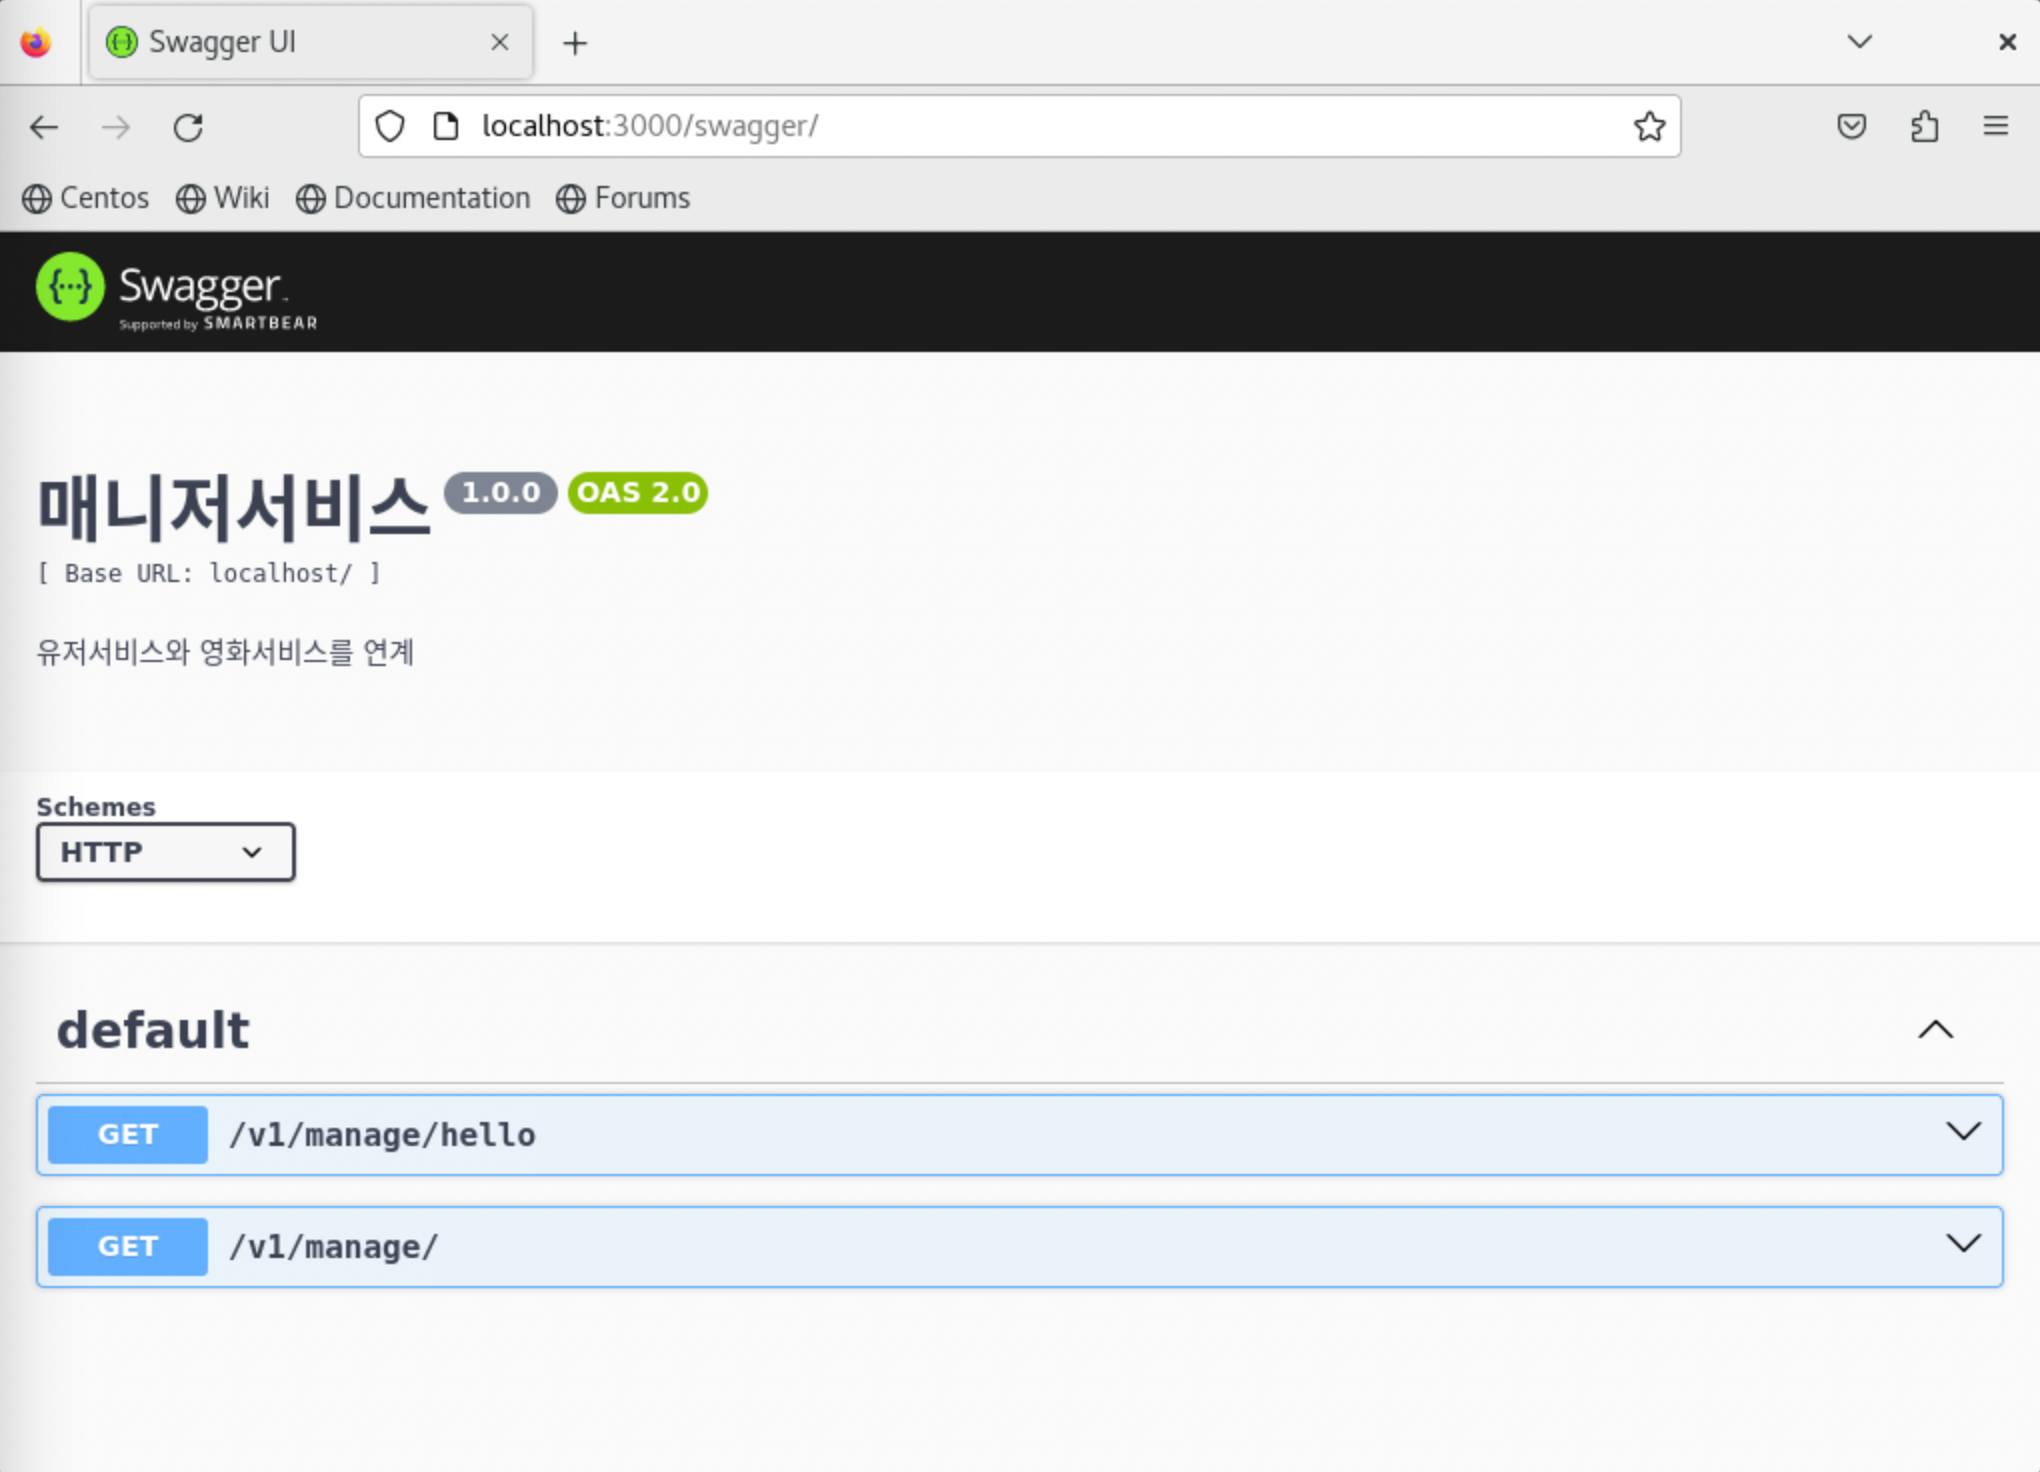 Swagger UI
localhost:3000/swagger/
Centos Wiki Documentation Forums
Swagger
Supported by SMARTBEAR
매니저서비스 1.0.0 OAS 2.0
[ Base URL: localhost/ ]
유저서비스와 영화서비스를 연계
Schemes
HTTP
default
GET /v1/manage/hello
GET /v1/manage/